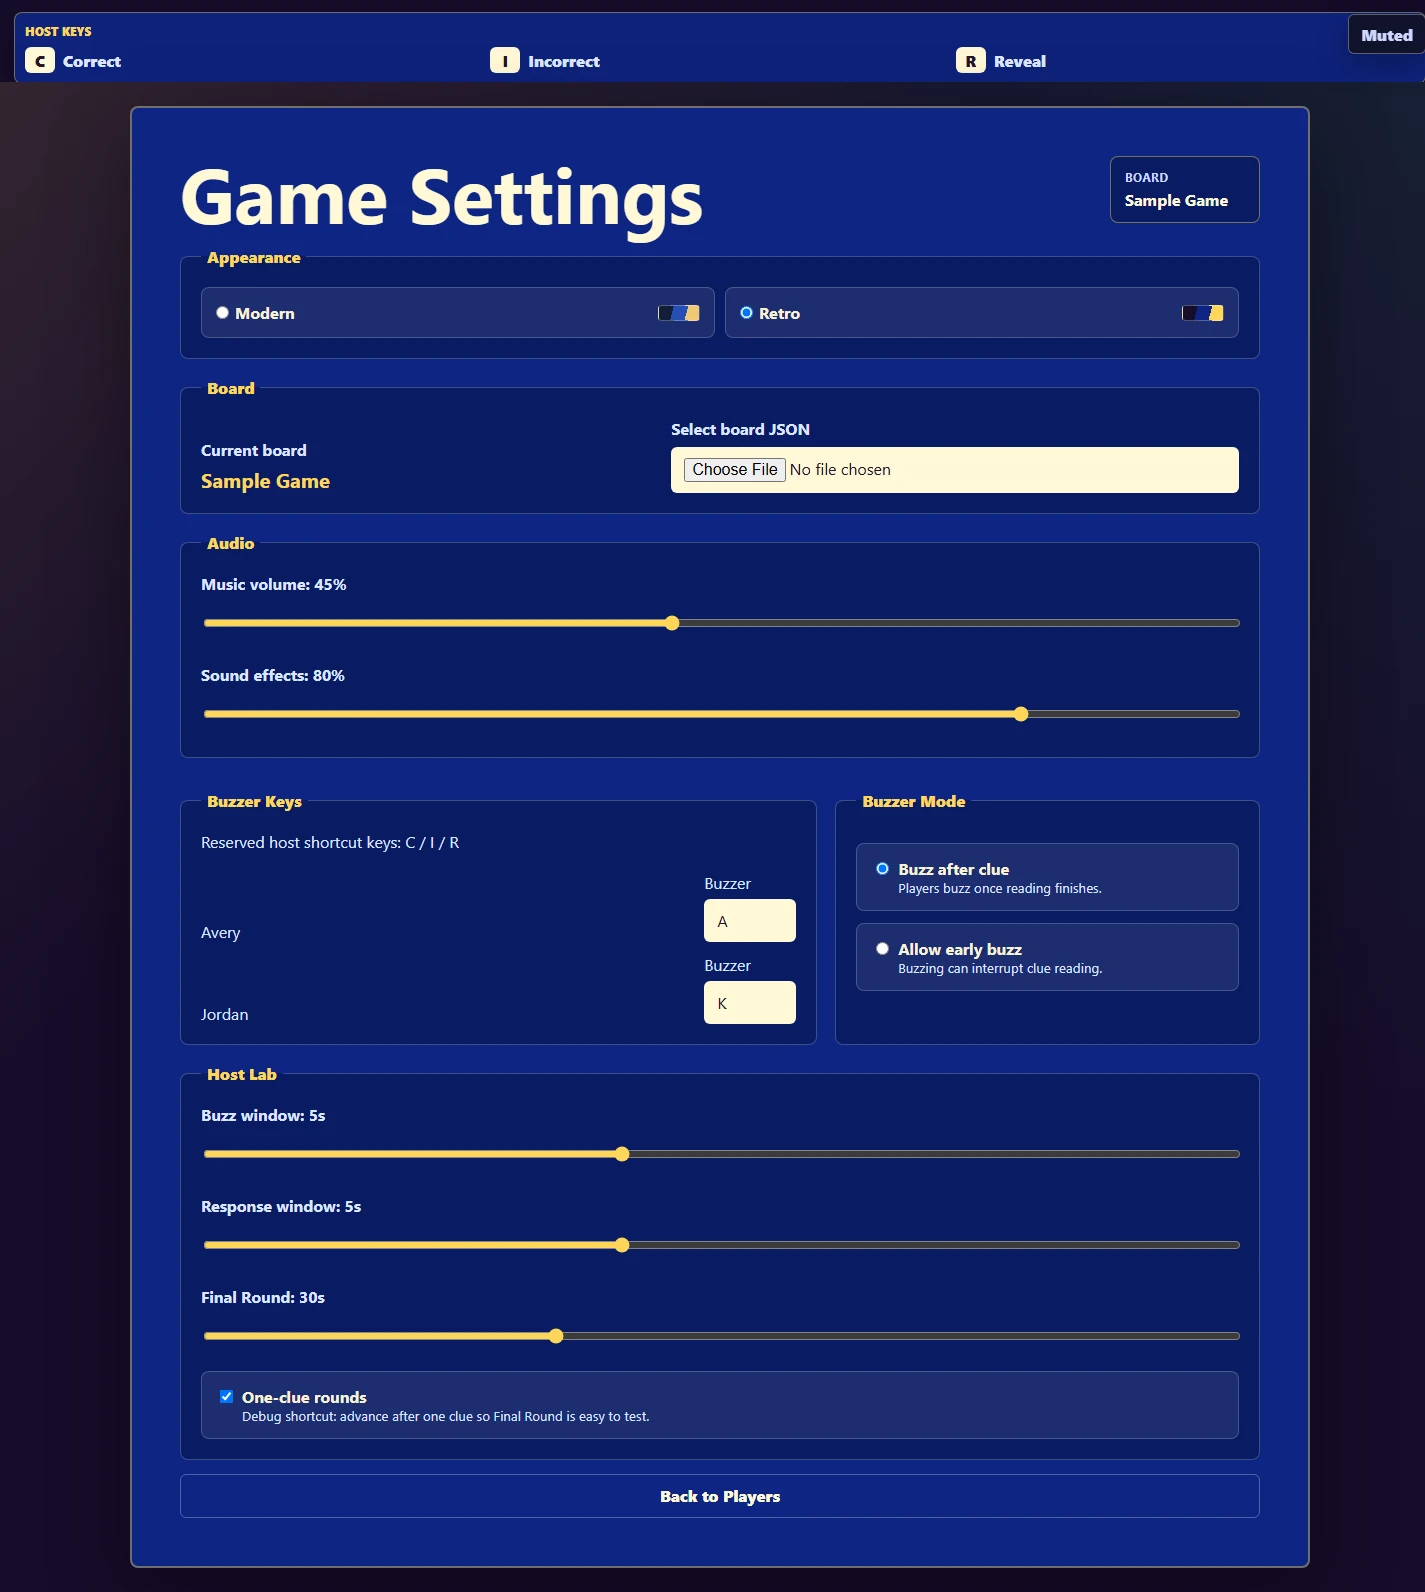 HOST KEYS
C Correct
I Incorrect
R Reveal
Muted
Game Settings
BOARD
Sample Game
Appearance
Modern
Retro
Board
Current board
Sample Game
Select board JSON
Choose File No file chosen
Audio
Music volume: 45%
Sound effects: 80%
Buzzer Keys
Reserved host shortcut keys: C / I / R
Avery
Buzzer
A
Jordan
Buzzer
K
Buzzer Mode
Buzz after clue
Players buzz once reading finishes.
Allow early buzz
Buzzing can interrupt clue reading.
Host Lab
Buzz window: 5s
Response window: 5s
Final Round: 30s
One-clue rounds
Debug shortcut: advance after one clue so Final Round is easy to test.
Back to Players